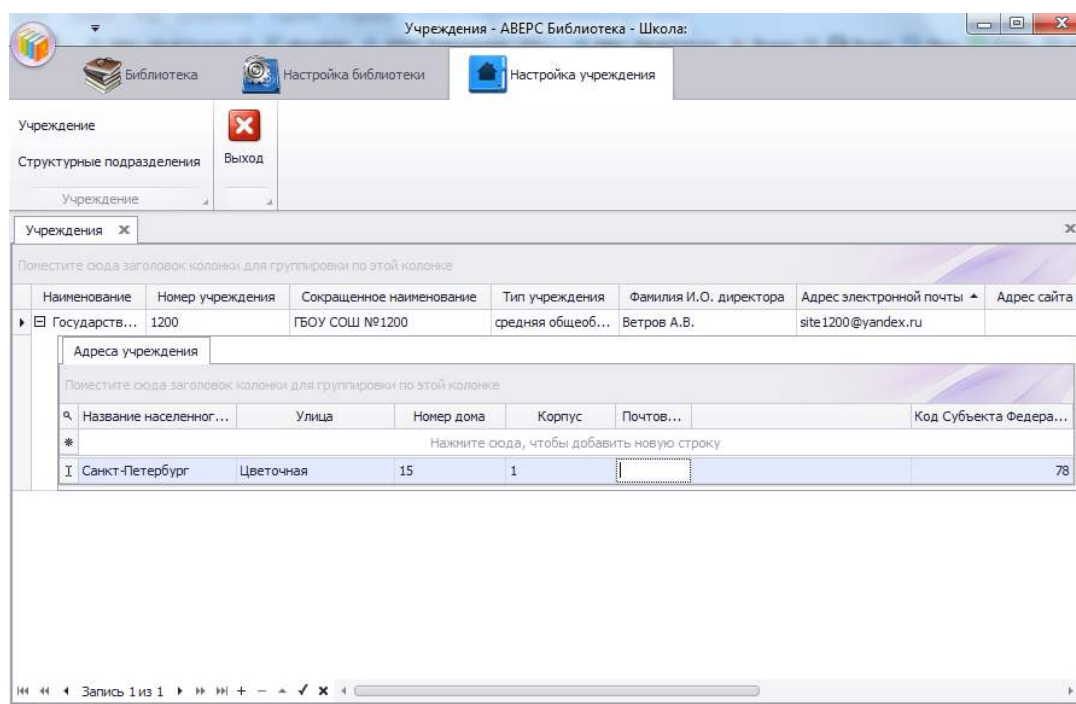 Учреждения - АВЕРС Библиотека - Школа:
Библиотека Настройка библиотеки Настройка учреждения
Учреждение
Структурные подразделения Выход
Учреждение
Учреждения
Поместите сюда заголовок колонки для группировки по этой колонке
Наименование Номер учреждения Сокращенное наименование Тип учреждения Фамилия И.О. директора Адрес электронной почты Адрес сайта
Государств... 1200 ГБОУ СОШ №1200 средняя общеоб... Ветров А.В. site1200@yandex.ru
Адреса учреждения
Поместите сюда заголовок колонки для группировки по этой колонке
Название населенног... Улица Номер дома Корпус Почтов... Код Субъекта Федера...
Нажмите сюда, чтобы добавить новую строку
Санкт-Петербург Цветочная 15 1 78
Запись 1 из 1